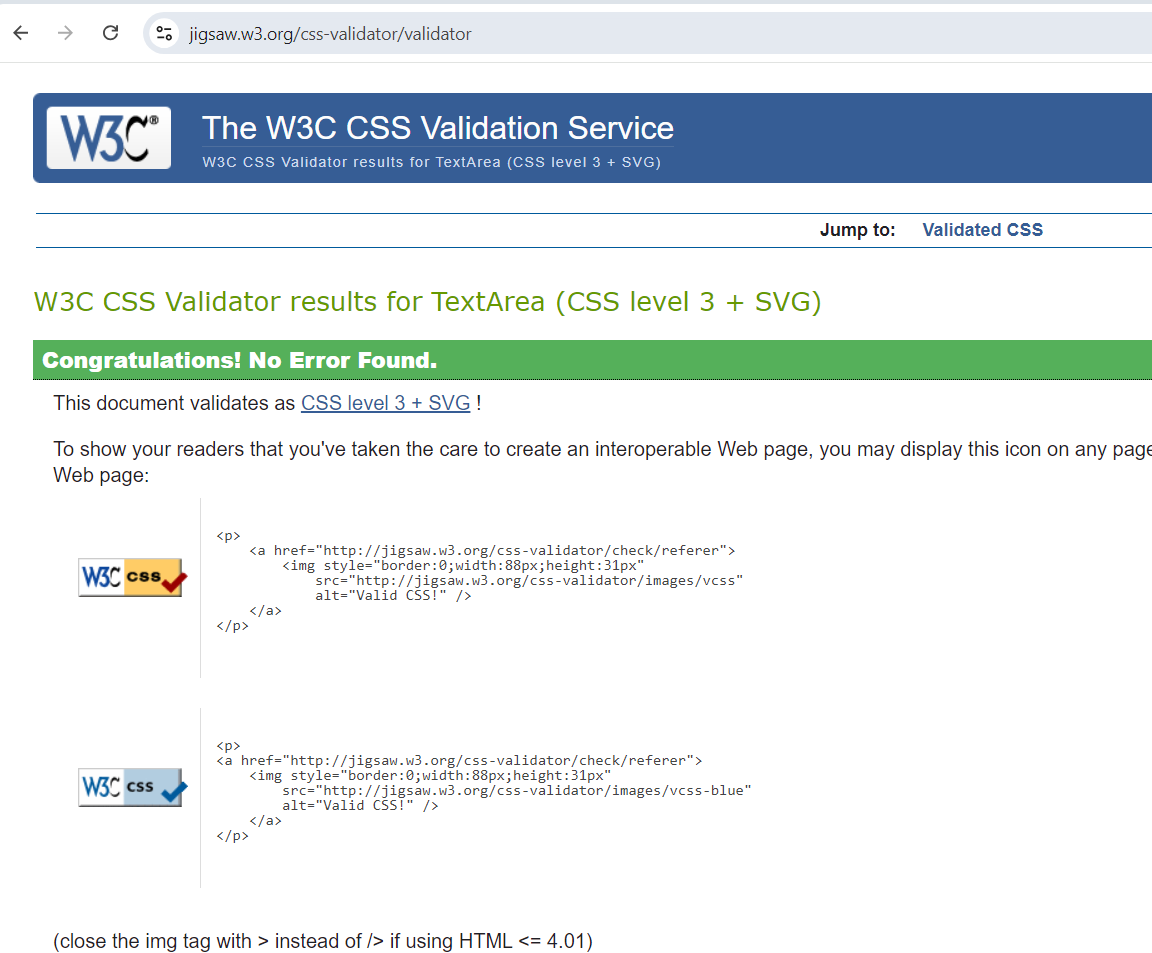 jigsaw.w3.org/css-validator/validator
W3C®
The W3C CSS Validation Service
W3C CSS Validator results for TextArea (CSS level 3 + SVG)
Jump to: Validated CSS
W3C CSS Validator results for TextArea (CSS level 3 + SVG)
Congratulations! No Error Found.
This document validates as CSS level 3 + SVG !
To show your readers that you've taken the care to create an interoperable Web page, you may display this icon on any page
Web page:
W3C css
<p>
    <a href="http://jigsaw.w3.org/css-validator/check/referer">
        <img style="border:0;width:88px;height:31px"
            src="http://jigsaw.w3.org/css-validator/images/vcss"
            alt="Valid CSS!" />
    </a>
</p>
W3C css
<p>
<a href="http://jigsaw.w3.org/css-validator/check/referer">
    <img style="border:0;width:88px;height:31px"
        src="http://jigsaw.w3.org/css-validator/images/vcss-blue"
        alt="Valid CSS!" />
    </a>
</p>
(close the img tag with > instead of /> if using HTML <= 4.01)